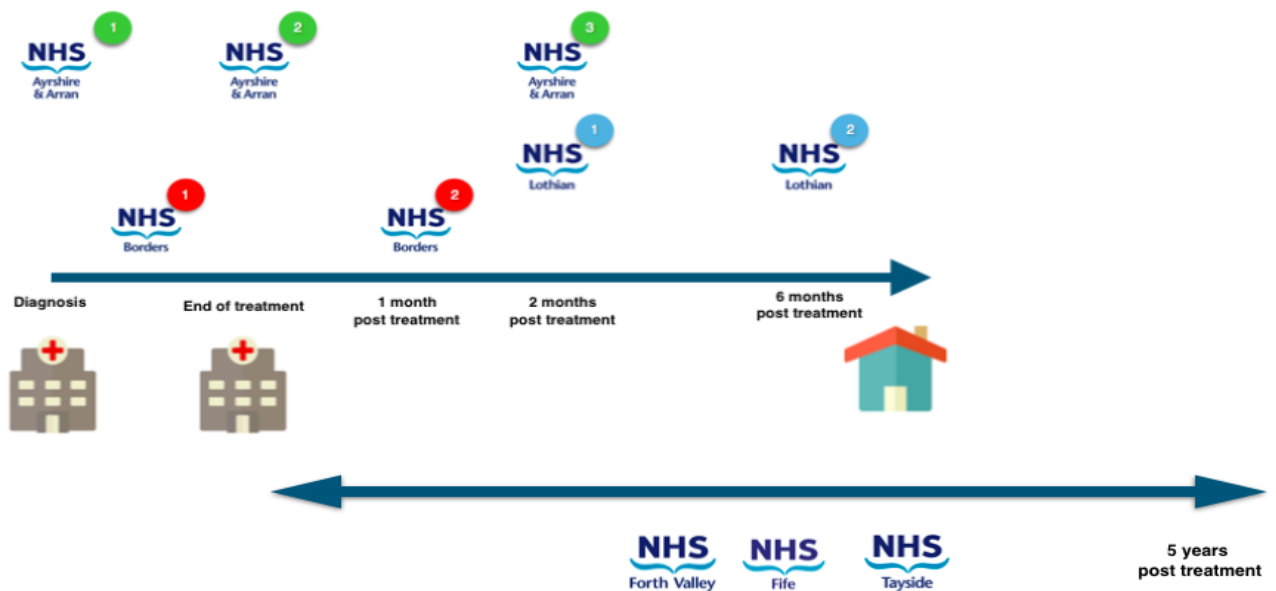 1
NHS
Ayrshire
& Arran
2
NHS
Ayrshire
& Arran
3
NHS
Ayrshire
& Arran
1
NHS
Lothian
2
NHS
Lothian
1
NHS
Borders
2
NHS
Borders
Diagnosis
End of treatment
1 month
post treatment
2 months
post treatment
6 months
post treatment
NHS
Forth Valley
NHS
Fife
NHS
Tayside
5 years
post treatment